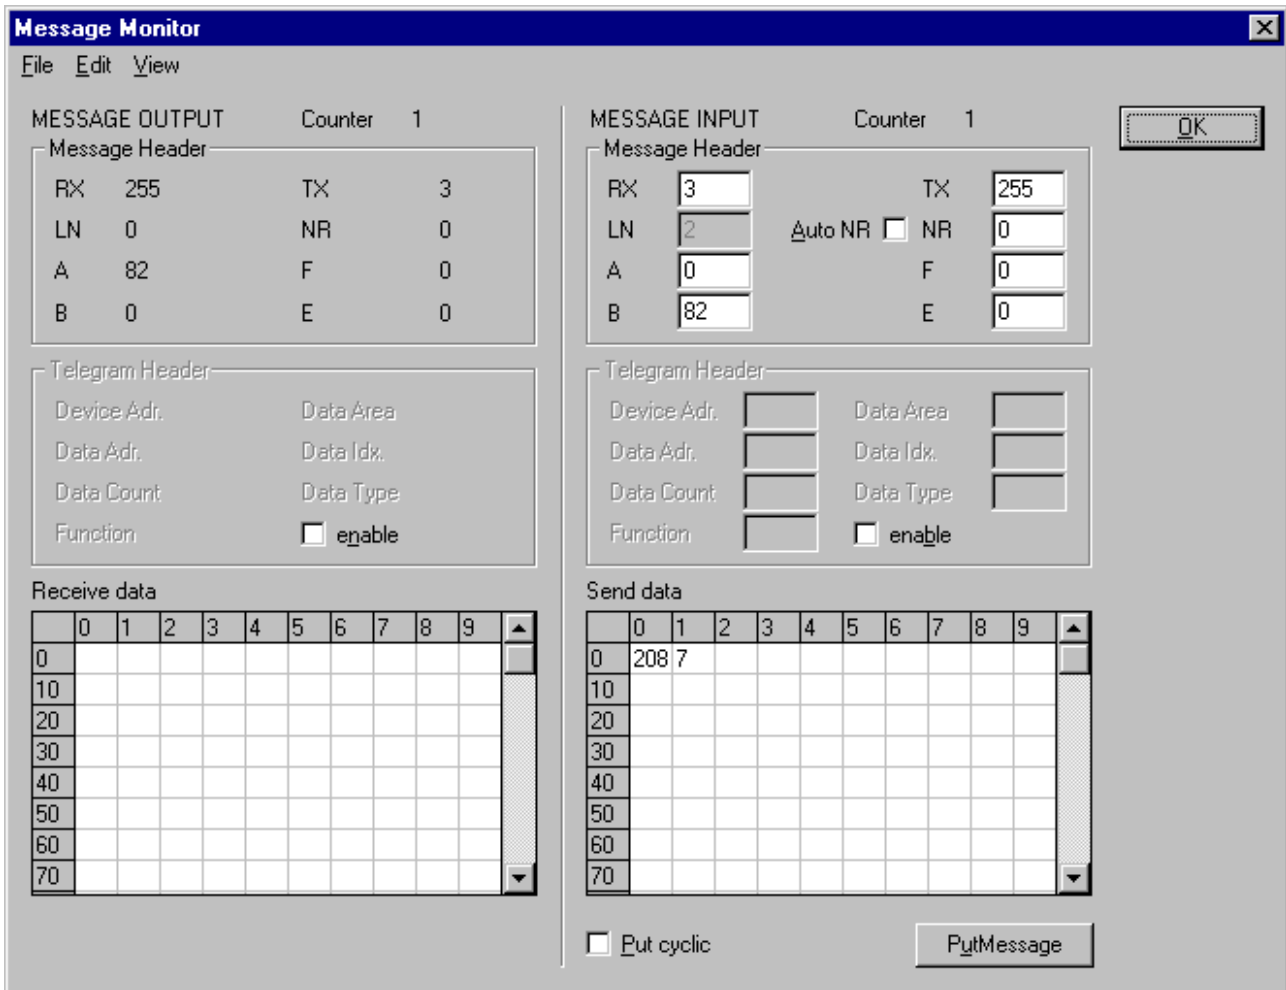 Message Monitor
File Edit View
MESSAGE OUTPUT Counter 1
Message Header
RX 255 TX 3
LN 0 NR 0
A 82 F 0
B 0 E 0
Telegram Header
Device Adr. Data Area
Data Adr. Data Idx.
Data Count Data Type
Function enable
Receive data
0 1 2 3 4 5 6 7 8 9
0
10
20
30
40
50
60
70
MESSAGE INPUT Counter 1
Message Header
RX 3 TX 255
LN 2 Auto NR NR 0
A 0 F 0
B 82 E 0
Telegram Header
Device Adr. Data Area
Data Adr. Data Idx.
Data Count Data Type
Function enable
Send data
0 1 2 3 4 5 6 7 8 9
0 208 7
10
20
30
40
50
60
70
Put cyclic PutMessage
OK